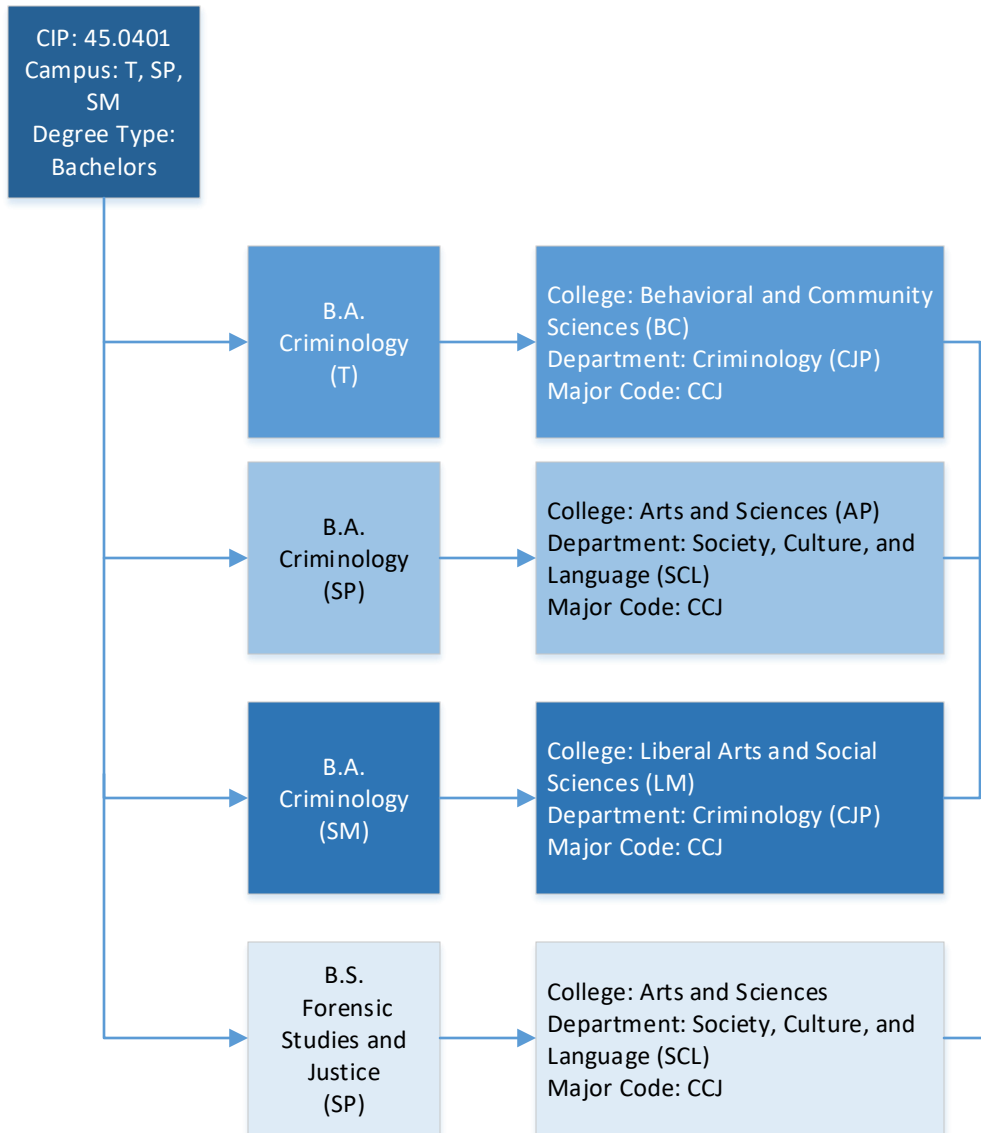 CIP: 45.0401
Campus: T, SP,
SM
Degree Type:
Bachelors
B.A.
Criminology
(T)
College: Behavioral and Community
Sciences (BC)
Department: Criminology (CJP)
Major Code: CCJ
B.A.
Criminology
(SP)
College: Arts and Sciences (AP)
Department: Society, Culture, and
Language (SCL)
Major Code: CCJ
B.A.
Criminology
(SM)
College: Liberal Arts and Social
Sciences (LM)
Department: Criminology (CJP)
Major Code: CCJ
B.S.
Forensic
Studies and
Justice
(SP)
College: Arts and Sciences
Department: Society, Culture, and
Language (SCL)
Major Code: CCJ